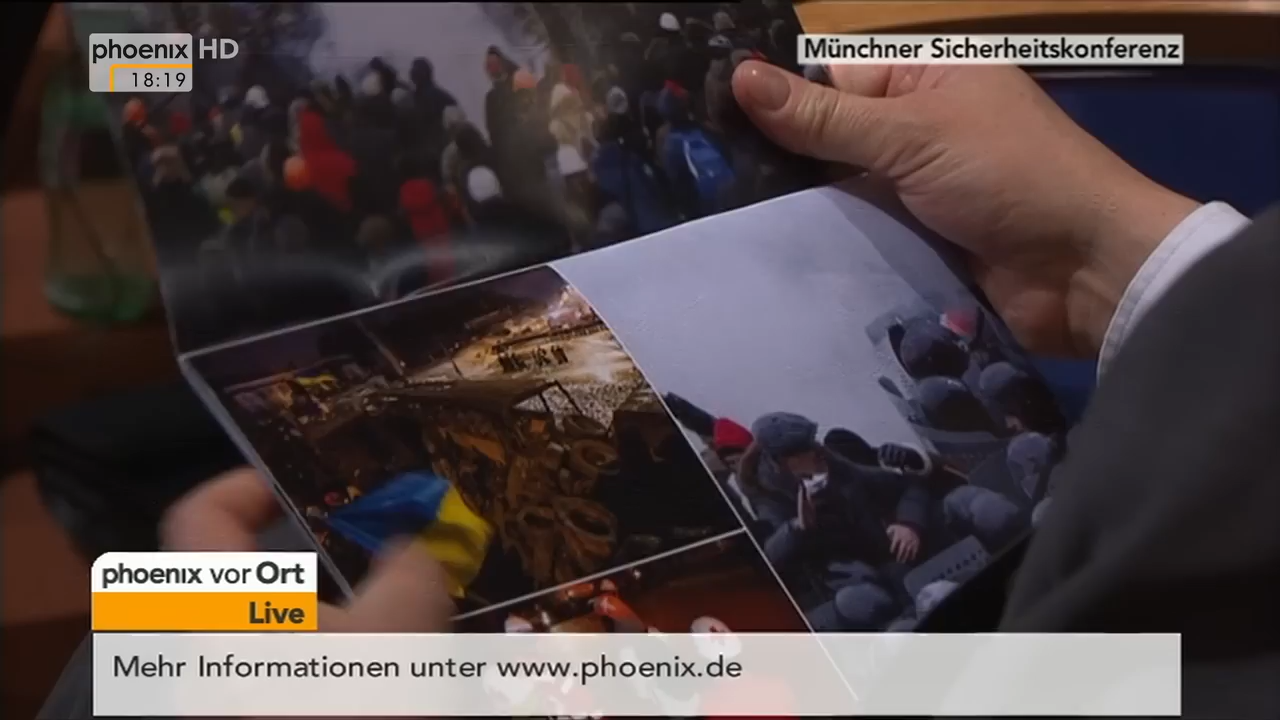 phoenix HD
18:19
Münchner Sicherheitskonferenz
phoenix vor Ort
Live
Mehr Informationen unter www.phoenix.de